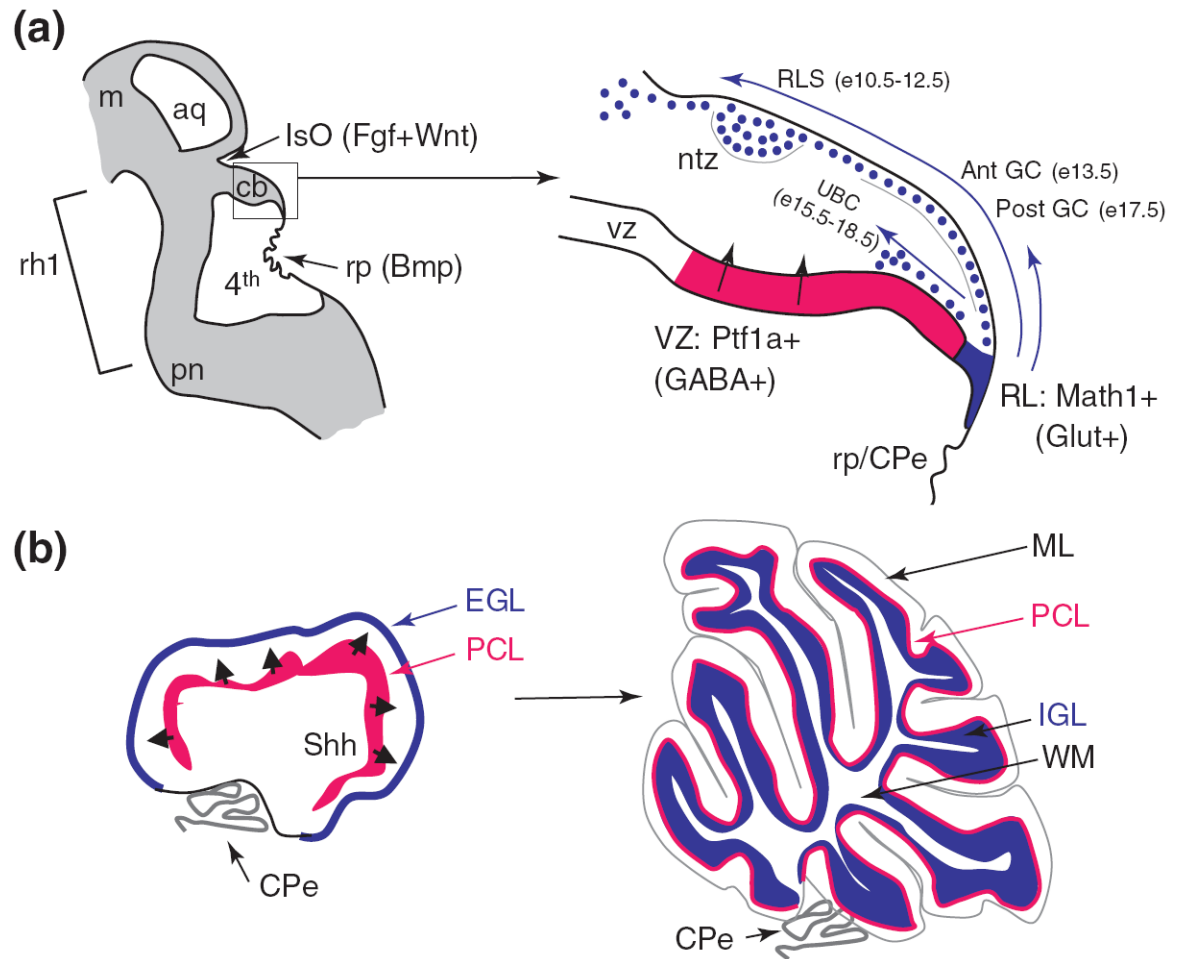 (a)
m
aq
IsO (Fgf+Wnt)
cb
rh1
4th
rp (Bmp)
pn
RLS (e10.5-12.5)
ntz
Ant GC (e13.5)
Post GC (e17.5)
UBC
(e15.5-18.5)
vz
VZ: Ptf1a+
(GABA+)
RL: Math1+
(Glut+)
rp/CPe
(b)
EGL
PCL
Shh
CPe
ML
PCL
IGL
WM
CPe